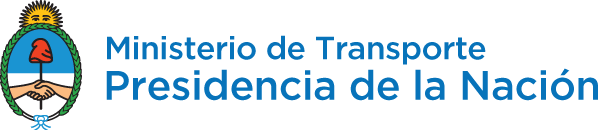 Ministerio de Transporte
Presidencia de la Nación